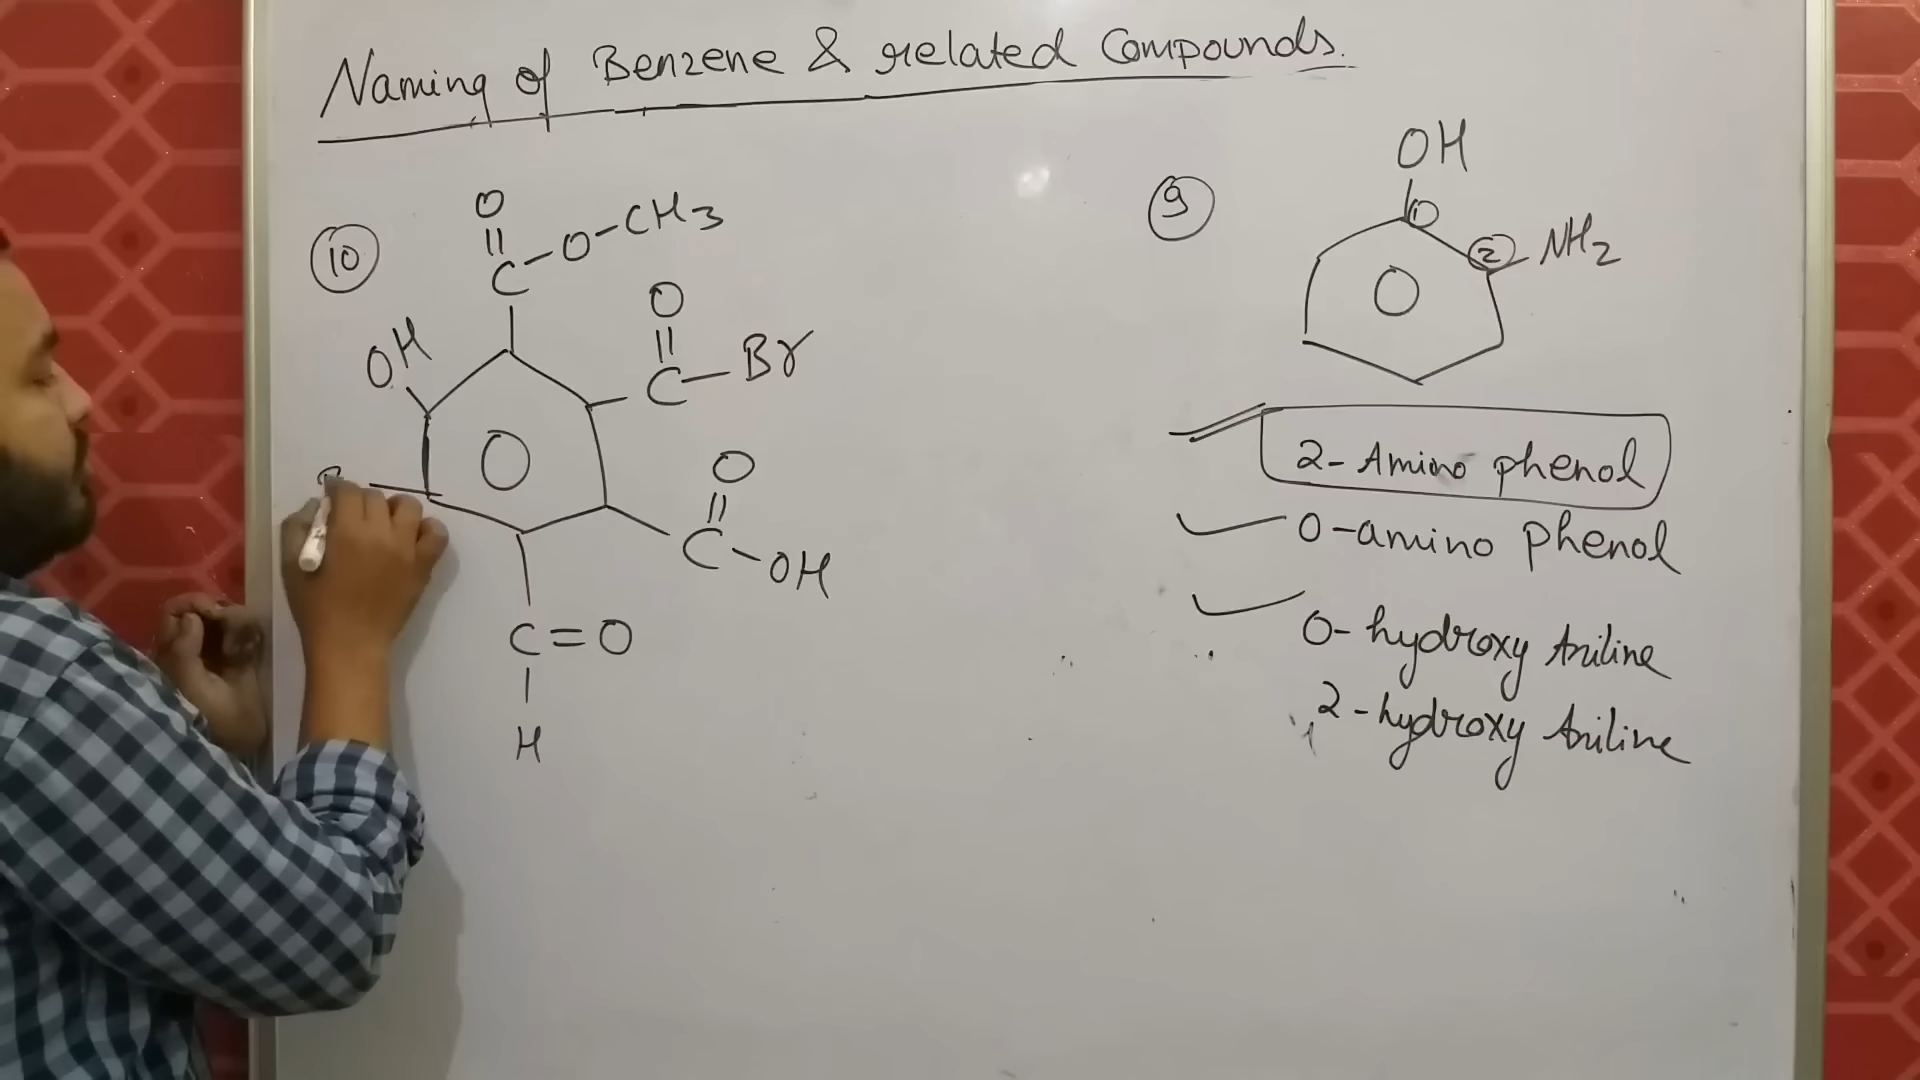 Naming of Benzene & related Compounds.
10
O
C-O-CH3
OH
O
C-Br
O
C-OH
C=O
H
9
OH
1
2 NH2
2-Amino phenol
O-amino phenol
O-hydroxy Aniline
2-hydroxy Aniline